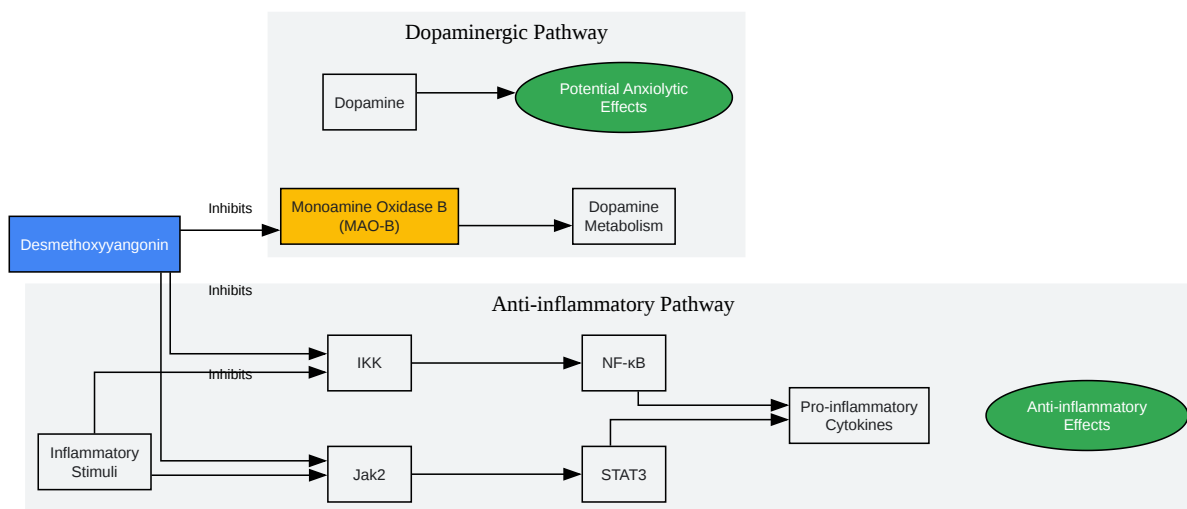 Dopaminergic Pathway
Dopamine
Potential Anxiolytic
Effects
Inhibits
Monoamine Oxidase B
(MAO-B)
Dopamine
Metabolism
Desmethoxyyangonin
Inhibits
Anti-inflammatory Pathway
IKK
NF-κB
Inhibits
Pro-inflammatory
Cytokines
Anti-inflammatory
Effects
Inflammatory
Stimuli
Jak2
STAT3